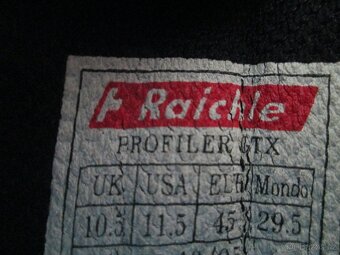 Raichle
PROFILER GTX
UK USA EUR Mondo
10.5 11.5 45 29.5